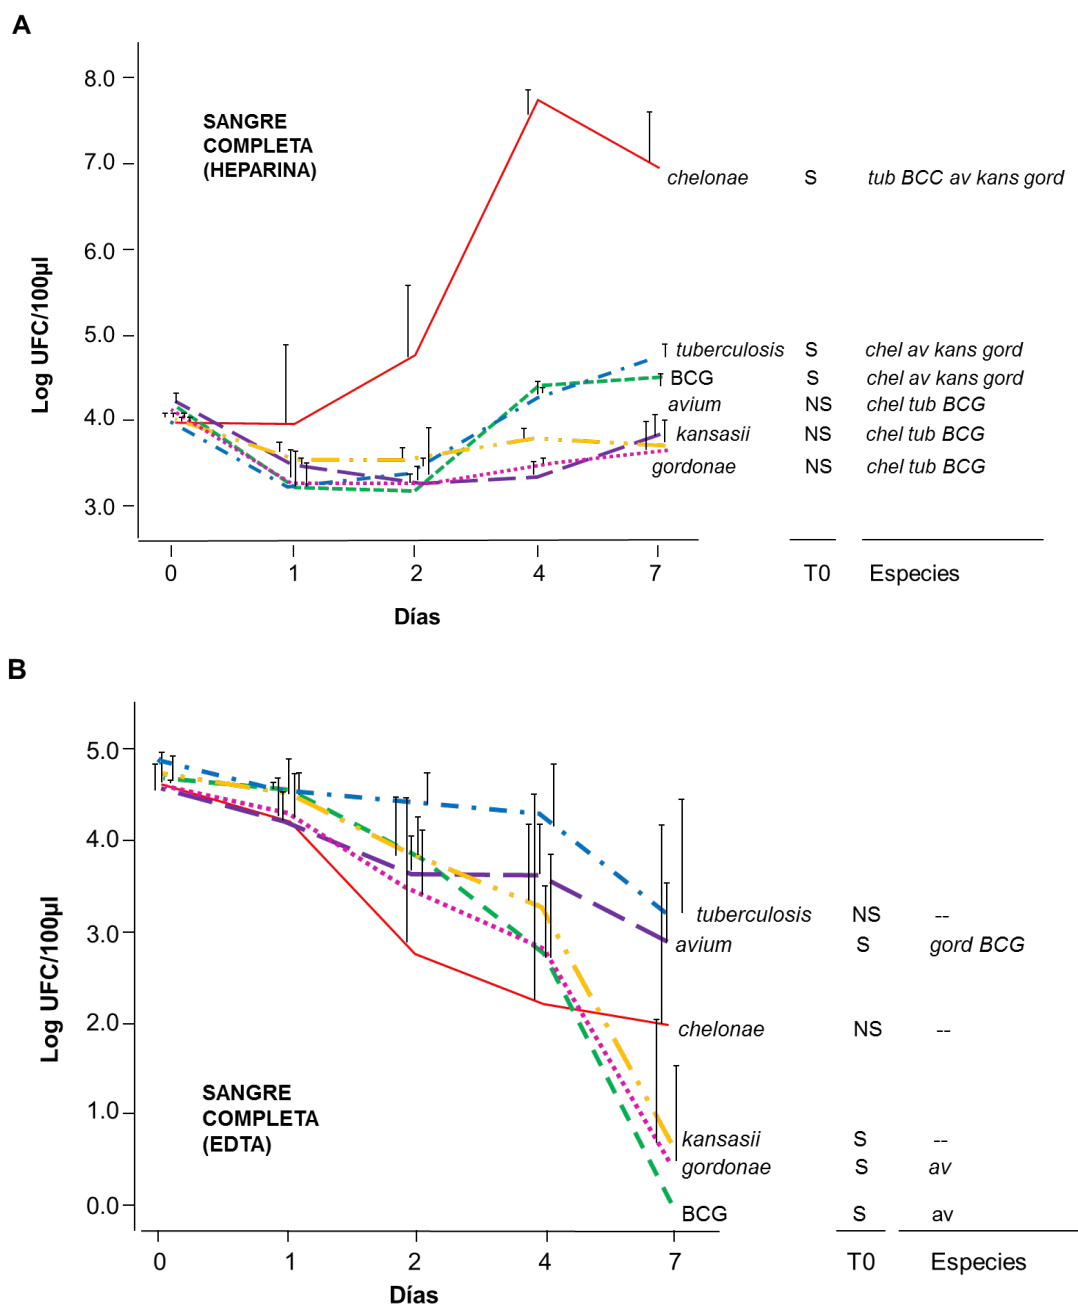 A
8.0
7.0
6.0
5.0
4.0
3.0
Log UFC/100µl
SANGRE
COMPLETA
(HEPARINA)
chelonae S tub BCC av kans gord
tuberculosis S chel av kans gord
BCG S chel av kans gord
avium NS chel tub BCG
kansasii NS chel tub BCG
gordonae NS chel tub BCG
0 1 2 4 7 T0 Especies
Días
B
5.0
4.0
3.0
2.0
1.0
0.0
Log UFC/100µl
SANGRE
COMPLETA
(EDTA)
tuberculosis NS --
avium S gord BCG
chelonae NS --
kansasii S --
gordonae S av
BCG S av
0 1 2 4 7 T0 Especies
Días